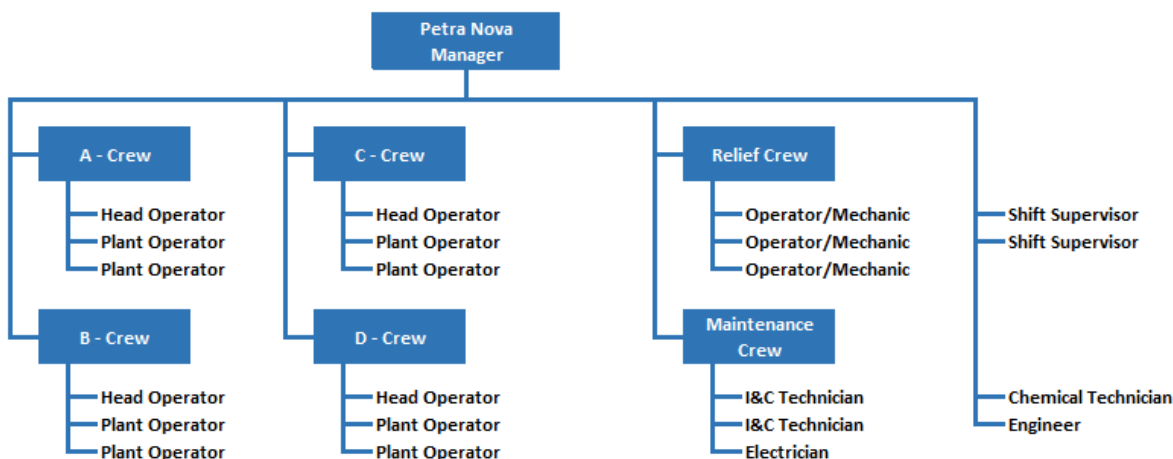 Petra Nova
Manager
A - Crew
Head Operator
Plant Operator
Plant Operator
B - Crew
Head Operator
Plant Operator
Plant Operator
C - Crew
Head Operator
Plant Operator
Plant Operator
D - Crew
Head Operator
Plant Operator
Plant Operator
Relief Crew
Operator/Mechanic
Operator/Mechanic
Operator/Mechanic
Maintenance
Crew
I&C Technician
I&C Technician
Electrician
Shift Supervisor
Shift Supervisor
Chemical Technician
Engineer